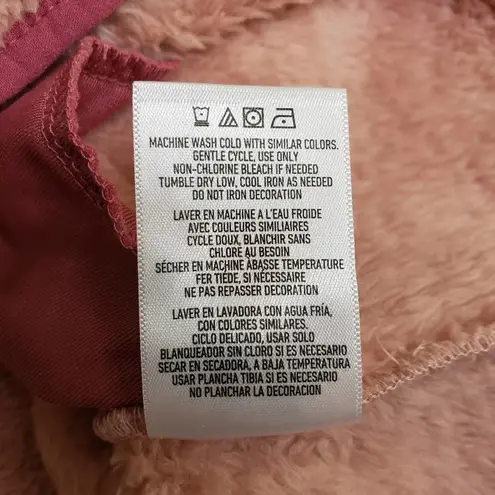 MACHINE WASH COLD WITH SIMILAR COLORS.
GENTLE CYCLE, USE ONLY
NON-CHLORINE BLEACH IF NEEDED
TUMBLE DRY LOW, COOL IRON AS NEEDED
DO NOT IRON DECORATION
LAVER EN MACHINE A L'EAU FROIDE
AVEC COULEURS SIMILIAIRES
CYCLE DOUX, BLANCHIR SANS
CHLORE AU BESOIN
SÉCHER EN MACHINE ÀBASSE TEMPERATURE
FER TIÉDE, SI NÉCESSAIRE
NE PAS REPASSER DECORATION
LAVER EN LAVADORA CON AGUA FRÍA,
CON COLORES SIMILARES.
CICLO DELICADO, USAR SOLO
BLANQUEADOR SIN CLORO SI ES NECESARIO
SECAR EN SECADORA, A BAJA TEMPERATURA
USAR PLANCHA TIBIA SI ES NECESARIO
NO PLANCHAR LA DECORACION